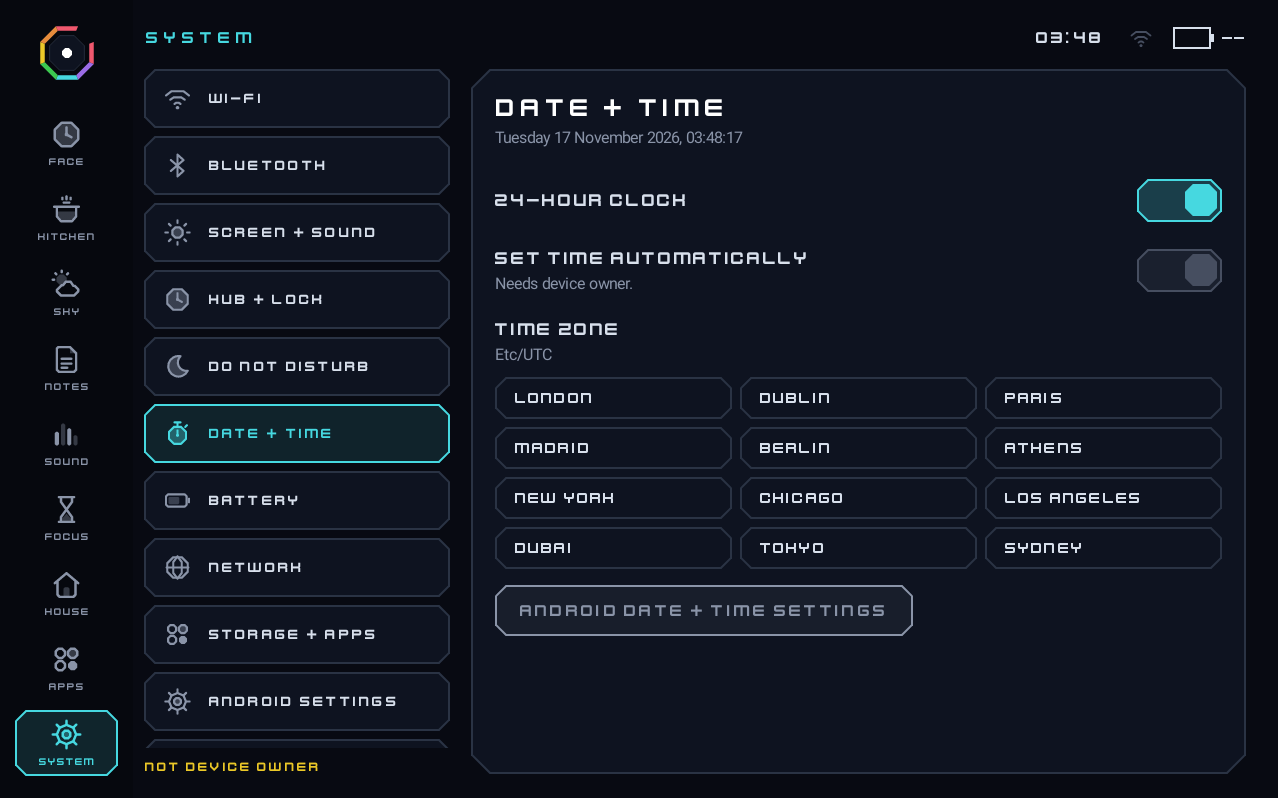 SYSTEM
03:48
--
FACE
KITCHEN
SKY
NOTES
SOUND
FOCUS
HOUSE
APPS
SYSTEM
WI-FI
BLUETOOTH
SCREEN + SOUND
HUB + LOCK
DO NOT DISTURB
DATE + TIME
BATTERY
NETWORK
STORAGE + APPS
ANDROID SETTINGS
NOT DEVICE OWNER
DATE + TIME
Tuesday 17 November 2026, 03:48:17
24-HOUR CLOCK
SET TIME AUTOMATICALLY
Needs device owner.
TIME ZONE
Etc/UTC
LONDON DUBLIN PARIS
MADRID BERLIN ATHENS
NEW YORK CHICAGO LOS ANGELES
DUBAI TOKYO SYDNEY
ANDROID DATE + TIME SETTINGS